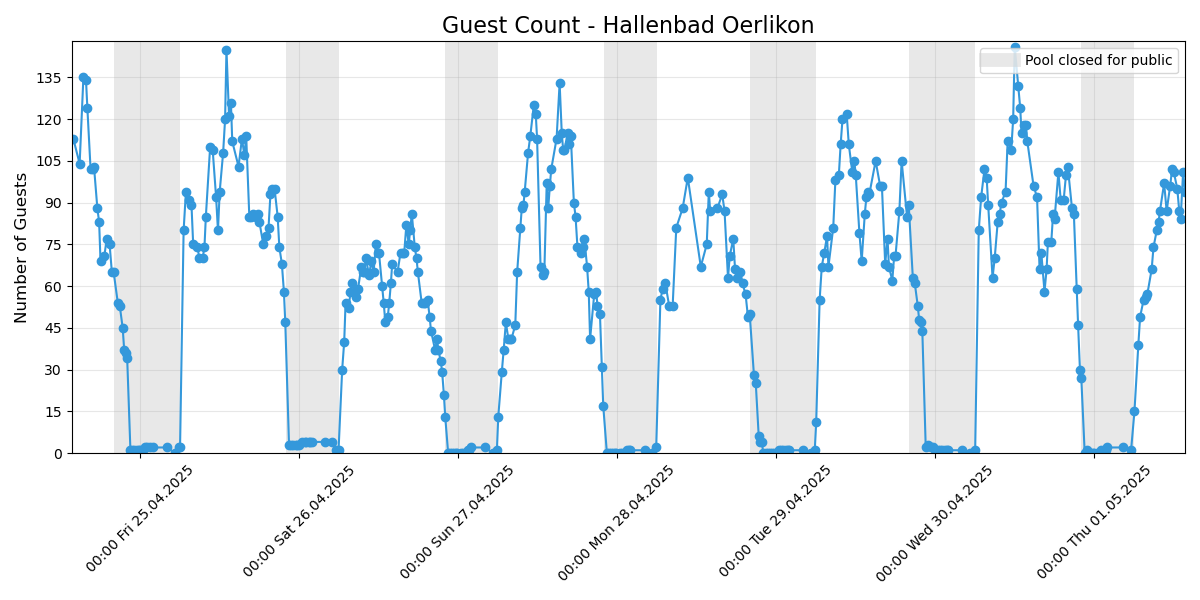 Guest Count - Hallenbad Oerlikon
Pool closed for public
Number of Guests
135
120
105
90
75
60
45
30
15
0
00:00 Fri 25.04.2025
00:00 Sat 26.04.2025
00:00 Sun 27.04.2025
00:00 Mon 28.04.2025
00:00 Tue 29.04.2025
00:00 Wed 30.04.2025
00:00 Thu 01.05.2025